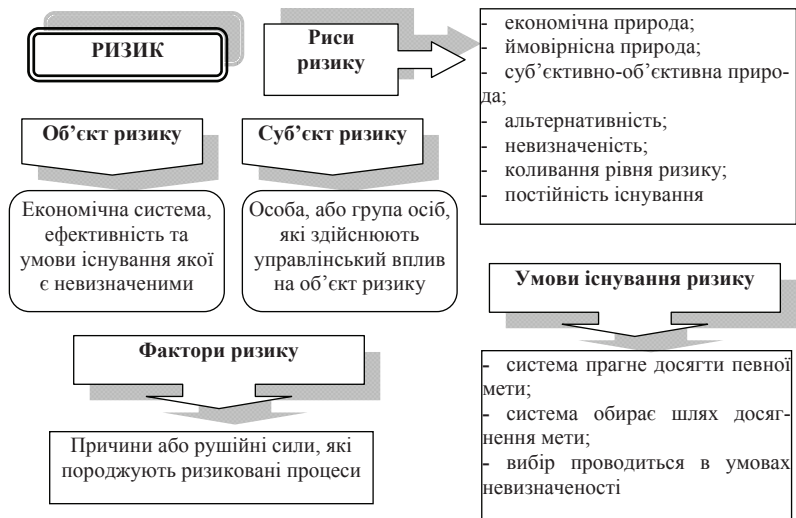 РИЗИК
Риси
ризику
- економічна природа;
- ймовірнісна природа;
- суб’єктивно-об’єктивна приро-
да;
- альтернативність;
- невизначеність;
- коливання рівня ризику;
- постійність існування
Об’єкт ризику
Економічна система,
ефективність та
умови існування якої
є невизначеними
Суб’єкт ризику
Особа, або група осіб,
які здійснюють
управлінський вплив
на об’єкт ризику
Умови існування ризику
- система прагне досягти певної
мети;
- система обирає шлях досяг-
нення мети;
- вибір проводиться в умовах
невизначеності
Фактори ризику
Причини або рушійні сили, які
породжують ризиковані процеси